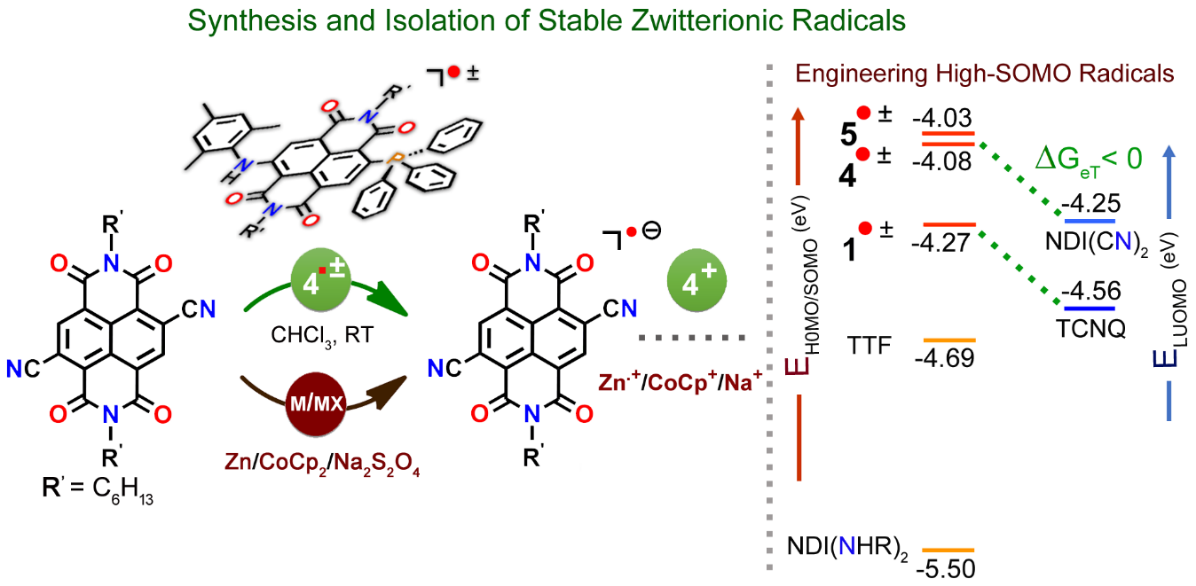 Synthesis and Isolation of Stable Zwitterionic Radicals
Engineering High-SOMO Radicals
R'
O
N
O
N
H
P
O
N
O
R'
●±
R'
O
N
O
CN
NC
O
N
O
R'
R' = C₆H₁₃
4●±
CHCl₃, RT
M/MX
Zn/CoCp₂/Na₂S₂O₄
R'
O
N
O
CN
NC
O
N
O
R'
●⊖
4⁺
Zn·⁺/CoCp⁺/Na⁺
E H0MO/SOMO (eV)
5●± -4.03
4●± -4.08
1●± -4.27
TTF
-4.69
NDI(NHR)₂
-5.50
ΔG_eT < 0
-4.25
NDI(CN)₂
-4.56
TCNQ
E LUOMO (eV)